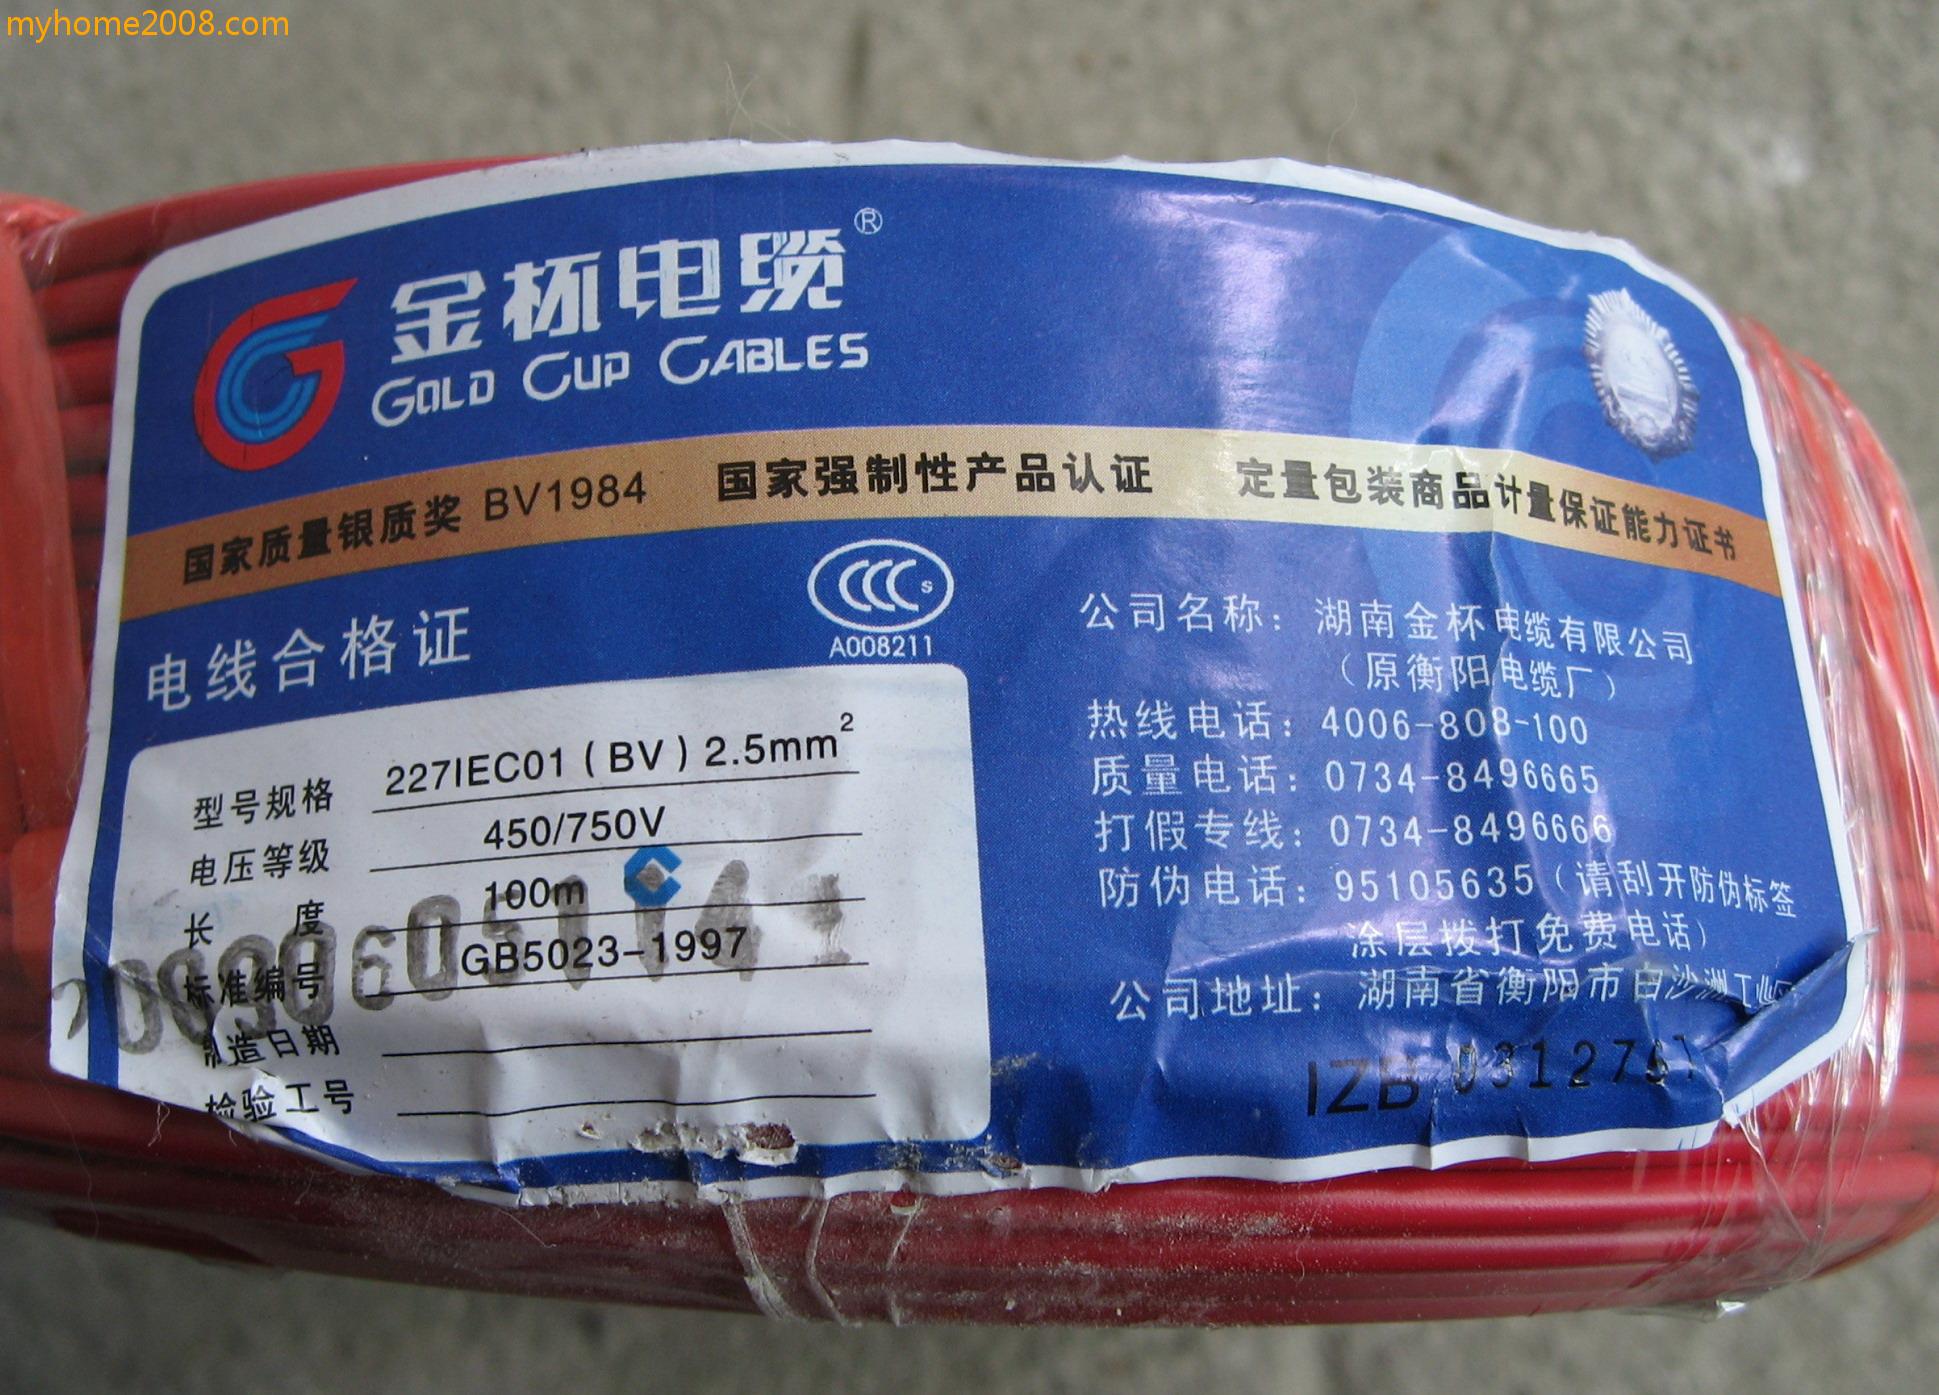 myhome2008.com
金杯电缆®
GOLD CUP CABLES
国家质量银质奖 BV1984 国家强制性产品认证 定量包装商品计量保证能力证书
电线合格证
CCC S
A008211
型号规格 227IEC01(BV)2.5mm²
电压等级 450/750V
长度 100m
标准编号 GB5023-1997
制造日期
检验工号
公司名称:湖南金杯电缆有限公司
(原衡阳电缆厂)
热线电话:4006-808-100
质量电话:0734-8496665
打假专线:0734-8496666
防伪电话:95105635(请刮开防伪标签
涂层拨打免费电话)
公司地址:湖南省衡阳市白沙洲工业
IZB